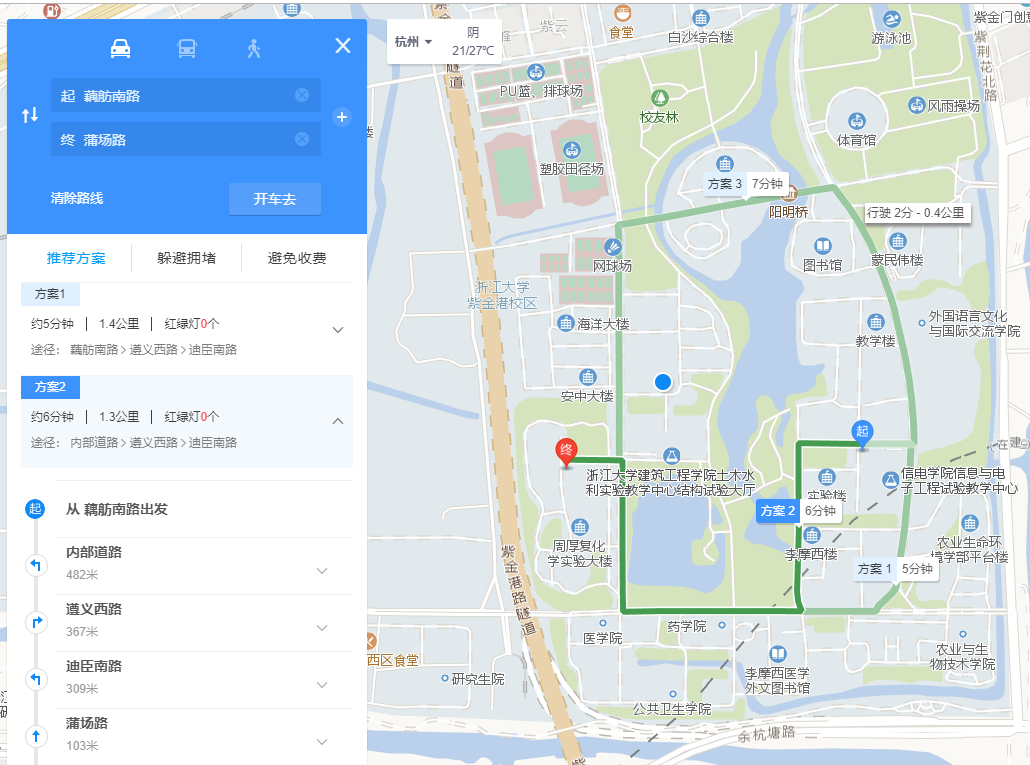 起 藕舫南路
终 蒲场路
清除路线
开车去
推荐方案
躲避拥堵
避免收费
方案1
约5分钟
1.4公里
红绿灯0个
途径： 藕舫南路>遵义西路>迪臣南路
方案2
约6分钟
1.3公里
红绿灯0个
途径： 内部道路>遵义西路>迪臣南路
起
从 藕舫南路出发
内部道路
482米
遵义西路
367米
迪臣南路
309米
蒲场路
103米
杭州
阴
21/27℃
隧道
紫云
食堂
白沙综合楼
游泳池
紫金门创
紫荆花北路
PU篮、排球场
校友林
风雨操场
体育馆
塑胶田径场
方案 3
7分钟
阳明桥
行驶 2分 - 0.4公里
网球场
图书馆
蒙民伟楼
浙江大学
紫金港校区
海洋大楼
外国语言文化
与国际交流学院
教学楼
安中大楼
终
起
在建
浙江大学建筑工程学院土木水
利实验教学中心结构试验大厅
实验楼
信电学院信息与电
子工程试验教学中心
方案 2
6分钟
周厚复化
学实验大楼
李摩西楼
农业生命环
境学部平台楼
方案 1
5分钟
紫金港路隧道
医学院
药学院
西区食堂
研究生院
李摩西医学
外文图书馆
农业与生
物技术学院
公共卫生学院
余杭塘路